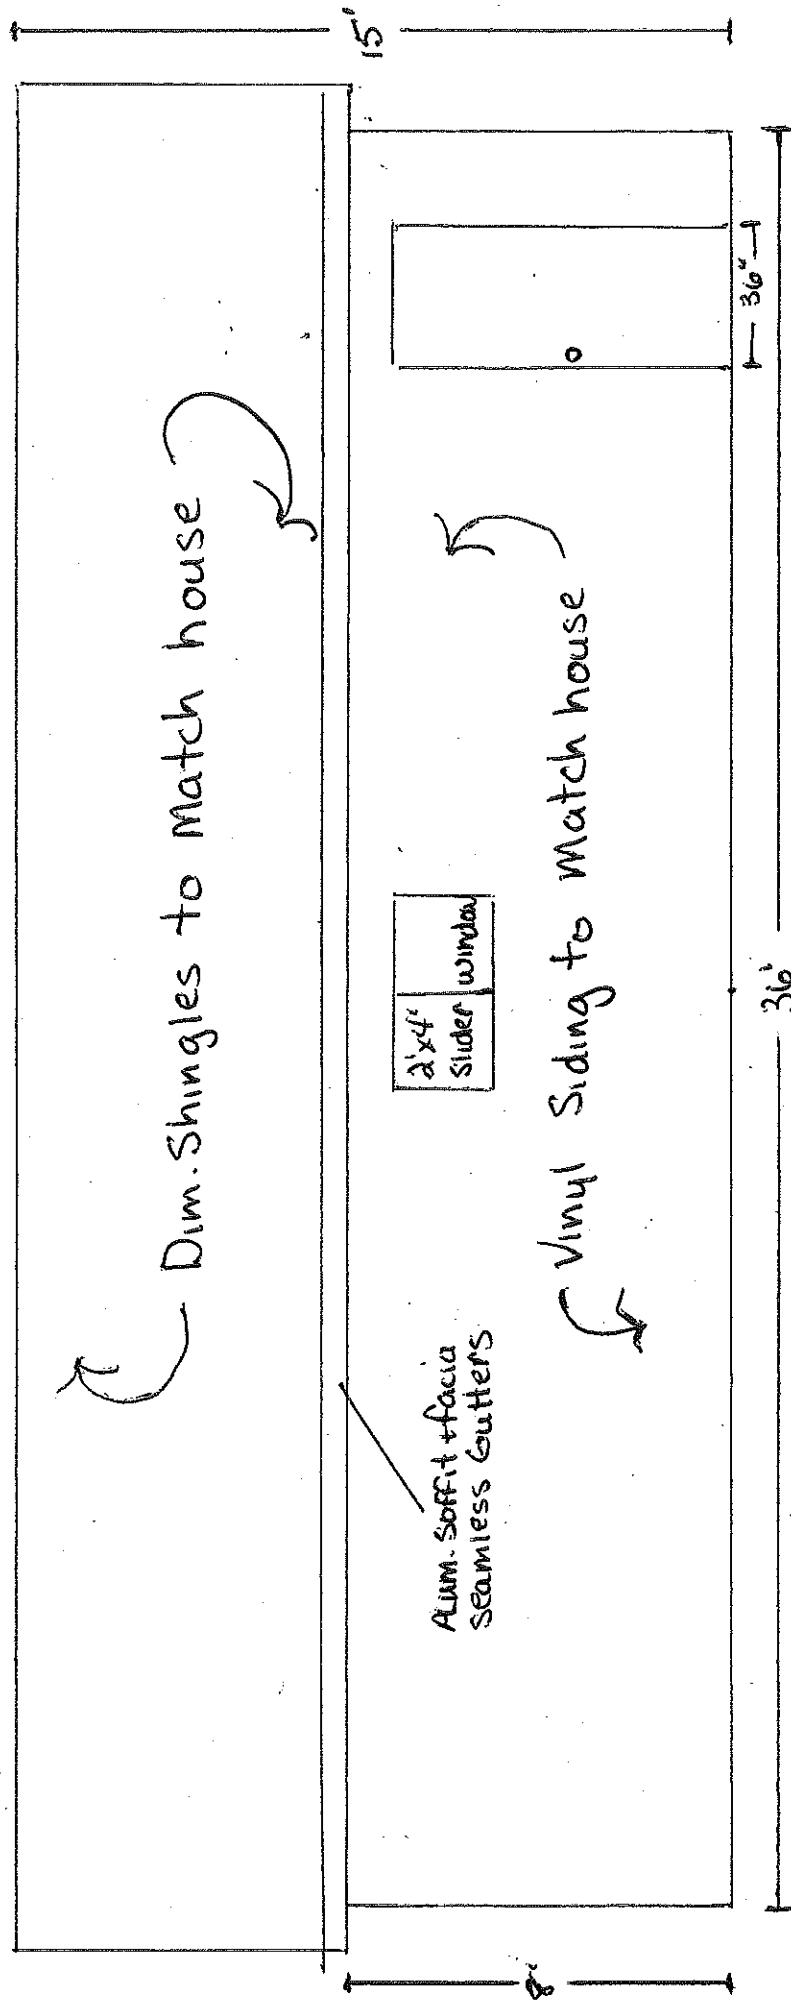 15'
Dim. Shingles to match house
2'x4'
Slider window
Alum. Soffit + facia
Seamless Gutters
Vinyl Siding to match house
8'
36"
36'